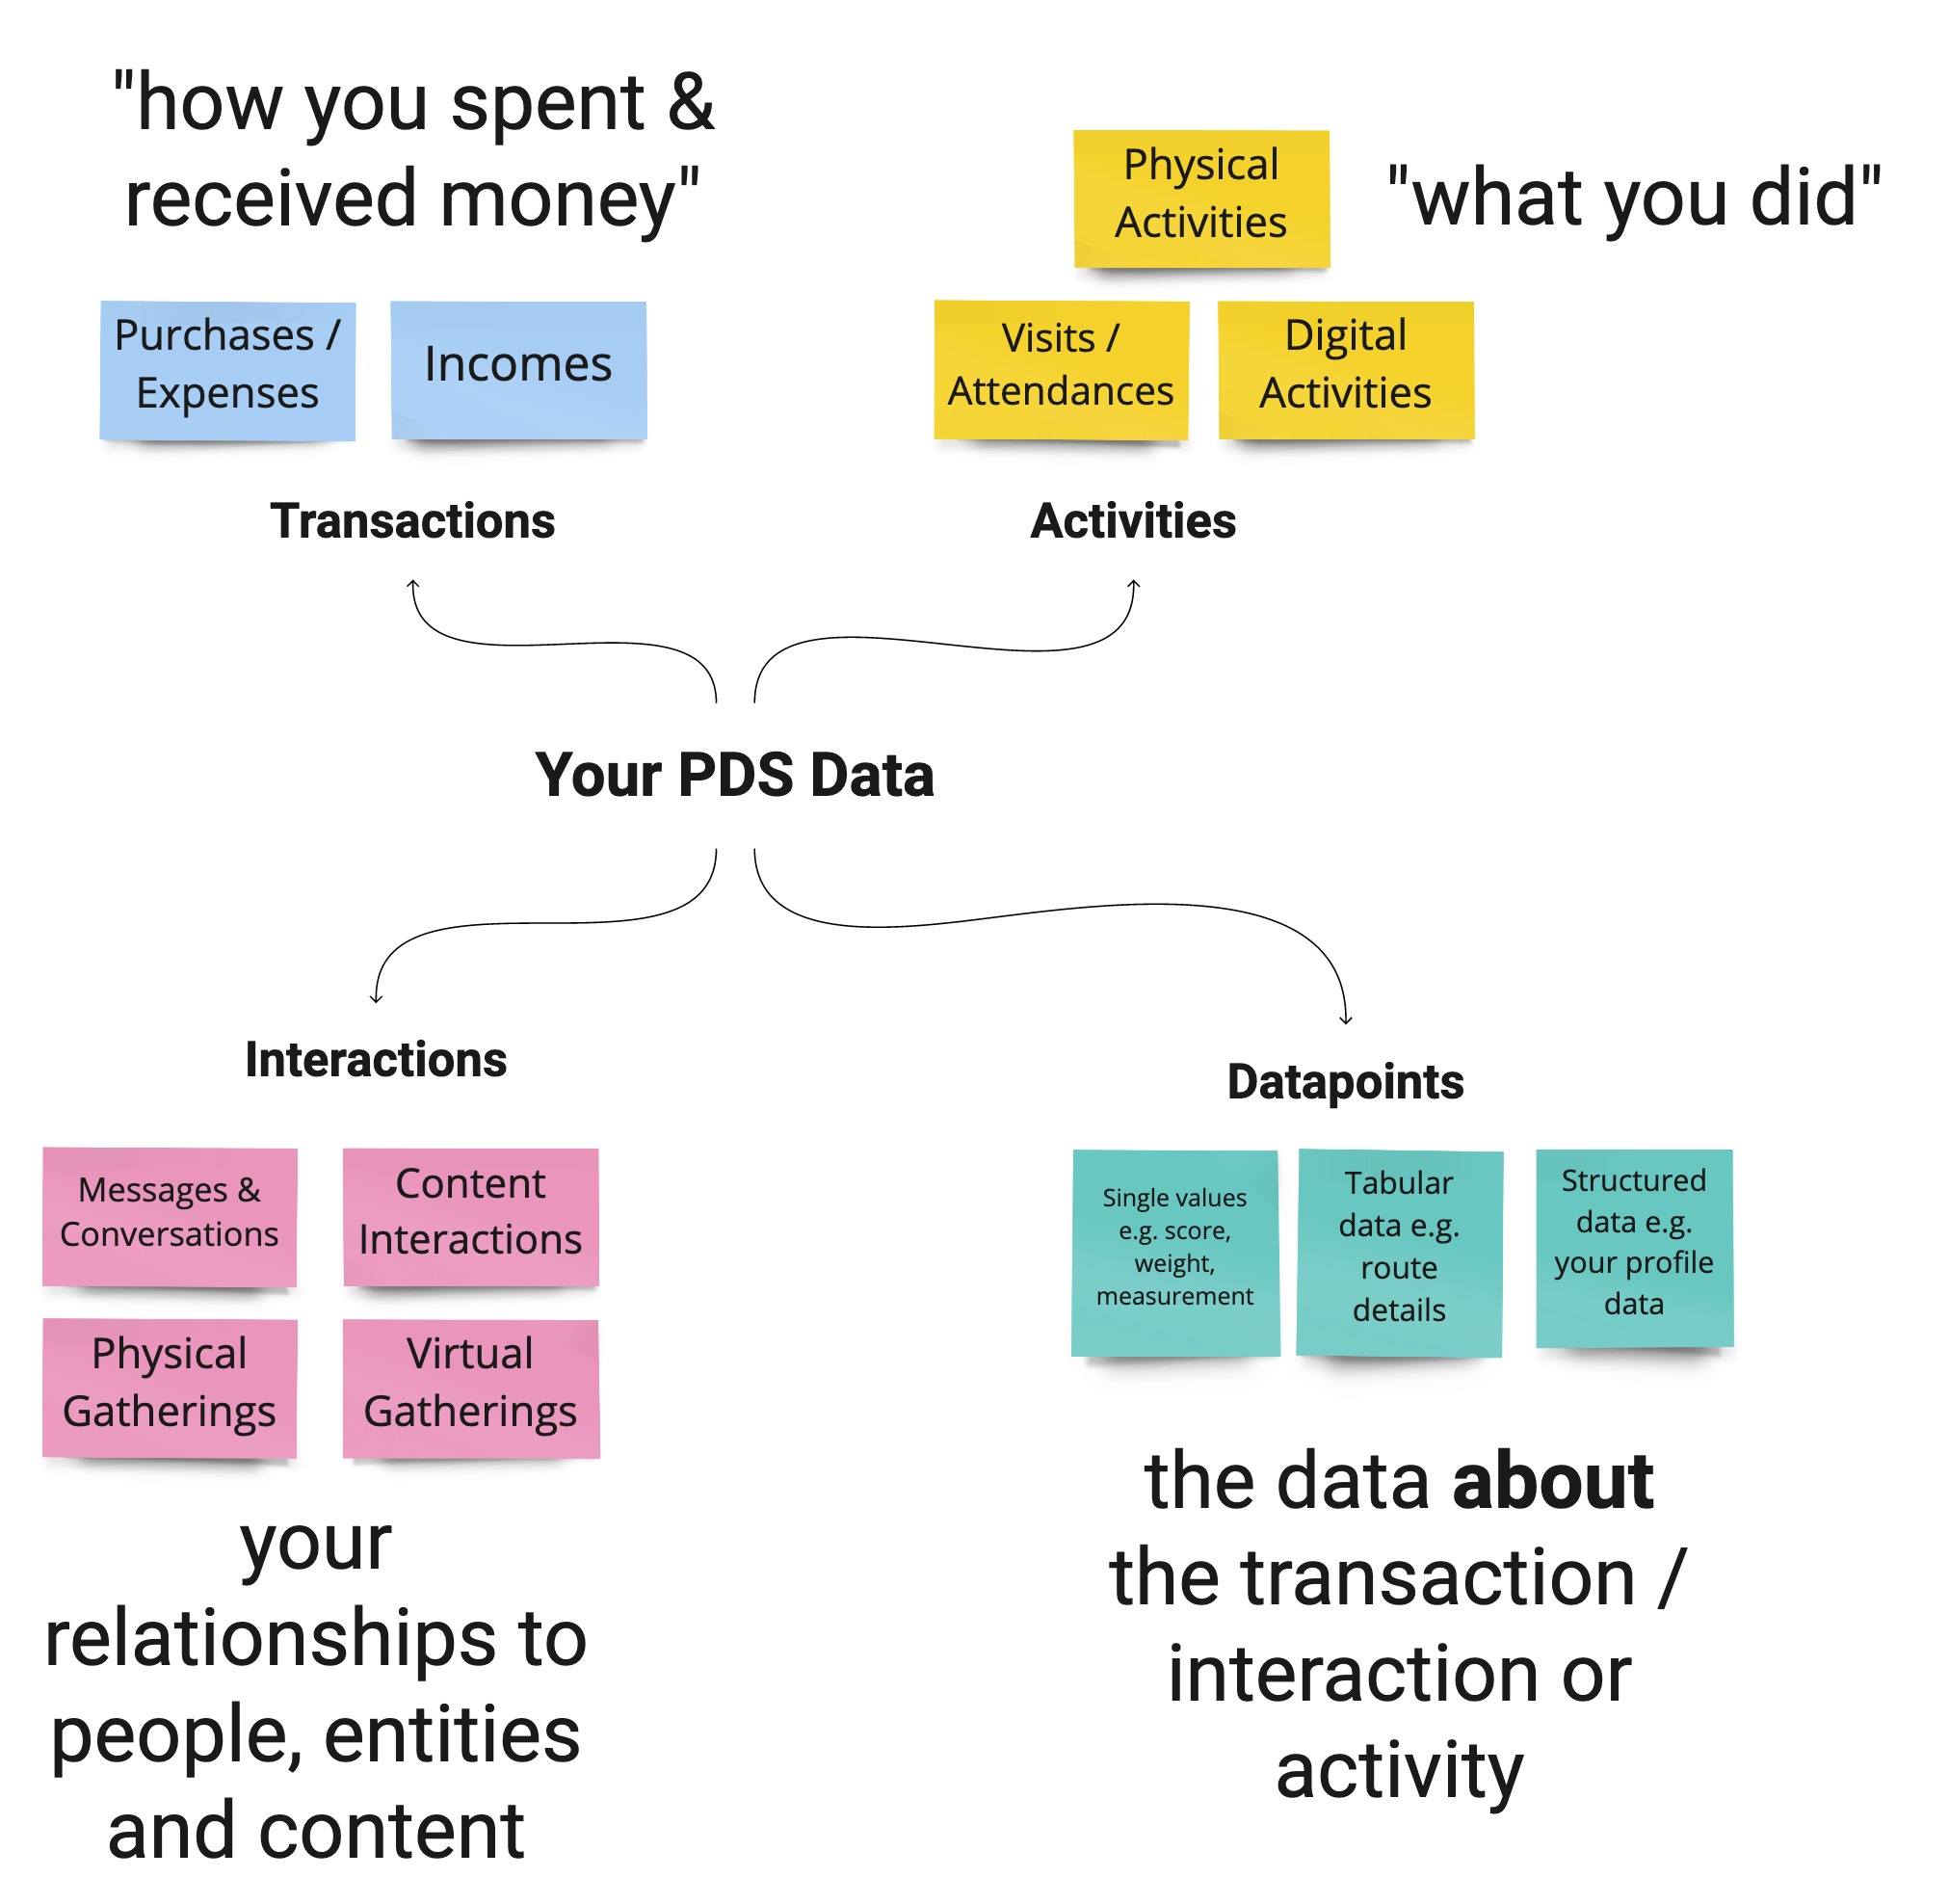 "how you spent &
received money"
Purchases /
Expenses
Incomes
Transactions
Physical
Activities
"what you did"
Visits /
Attendances
Digital
Activities
Activities
Your PDS Data
Interactions
Messages &
Conversations
Content
Interactions
Physical
Gatherings
Virtual
Gatherings
your
relationships to
people, entities
and content
Datapoints
Single values
e.g. score,
weight,
measurement
Tabular
data e.g.
route
details
Structured
data e.g.
your profile
data
the data about
the transaction /
interaction or
activity